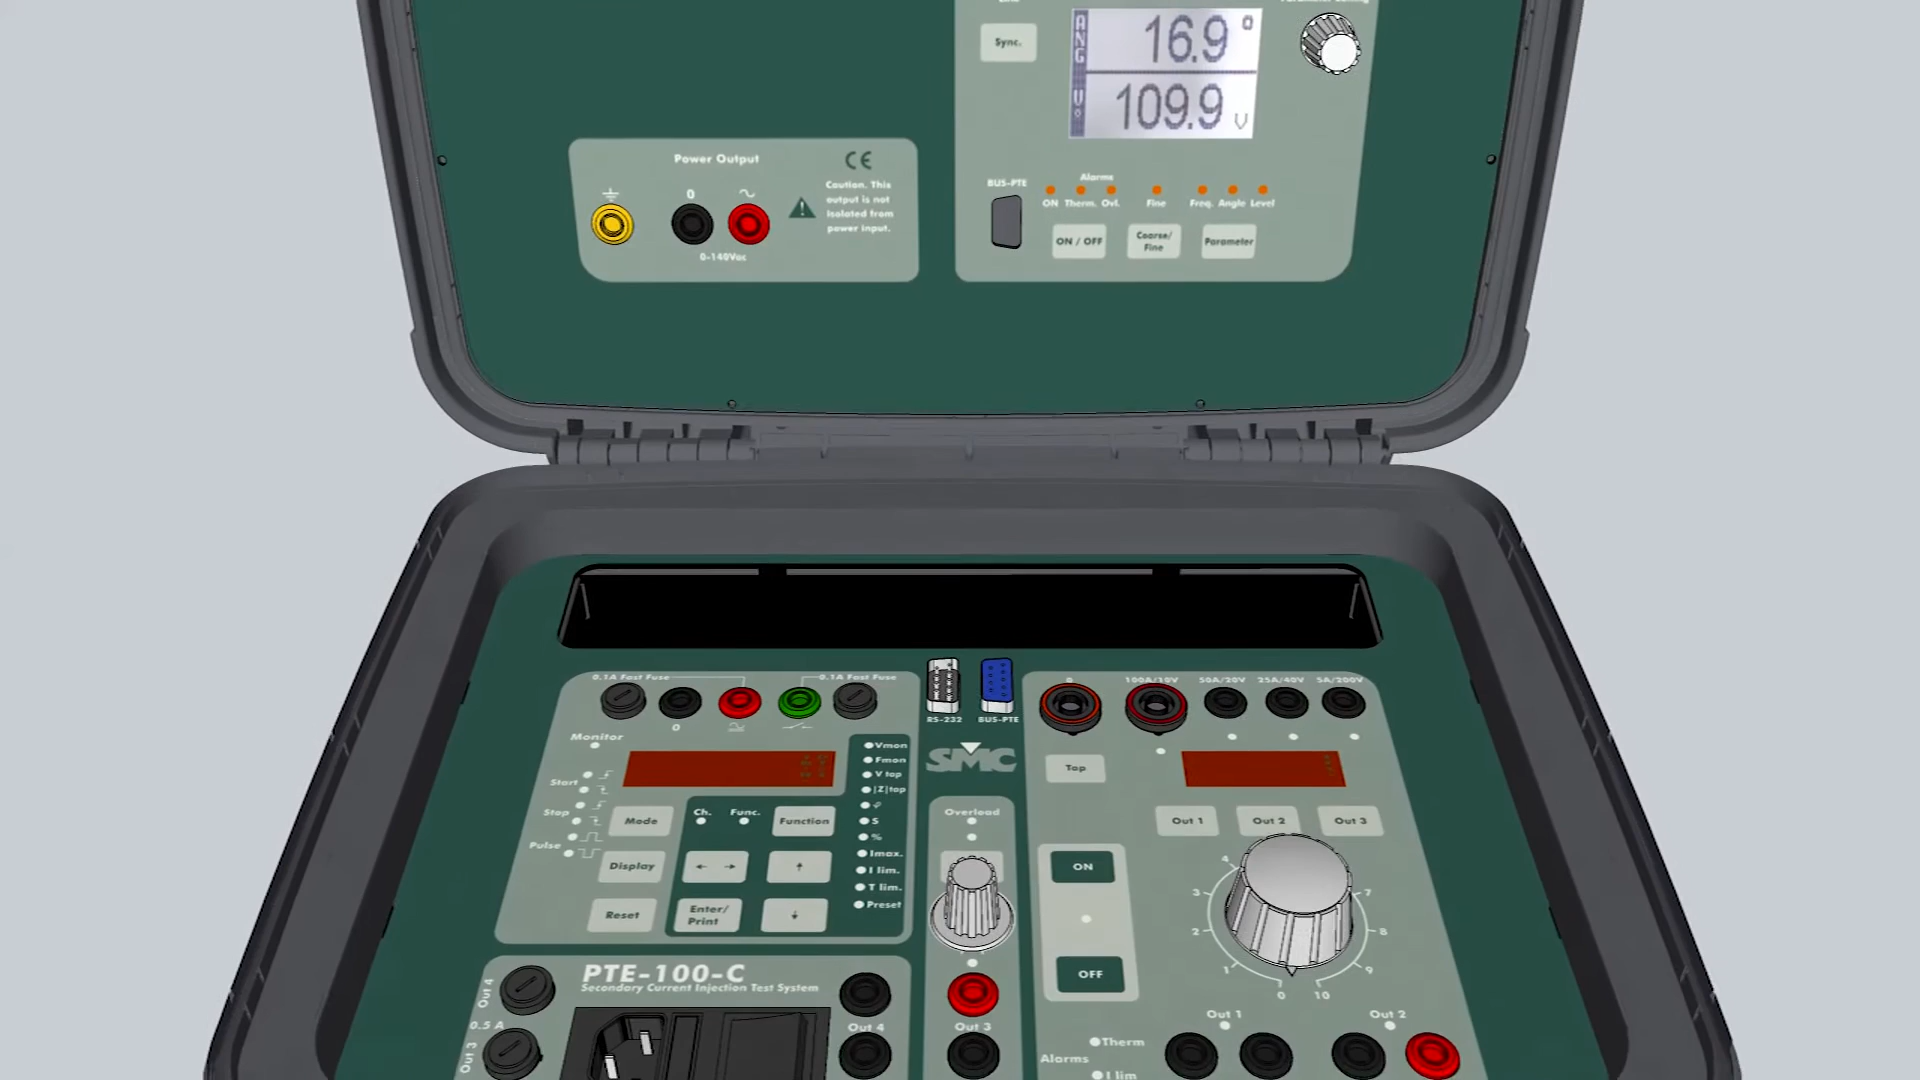 Sync.
ANG
16.9 °
V
109.9 V
Power Output
CE
0
Caution. This
output is not
isolated from
power input.
0-140Vac
BUS-PTE
Alarms
ON Therm. Ovl. Fine Freq. Angle Level
ON / OFF
Coarse/
Fine
Parameter
0.1A Fast Fuse
0.1A Fast Fuse
0
RS-232
BUS-PTE
0
100A/10V
50A/20V
25A/40V
5A/200V
Monitor
Start
Stop
Pulse
Mode
Display
Reset
Ch.
Func.
Function
← →
↑
Enter/
Print
↓
Vmon
Fmon
V tap
|Z|tap
φ
S
%
Imax.
I lim.
T lim.
Preset
SMC
Overload
Tap
Out 1
Out 2
Out 3
ON
OFF
0
1
2
3
4
7
8
9
10
PTE-100-C
Secondary Current Injection Test System
Out 4
0.5 A
Out 3
Out 4
Out 3
Out 1
Out 2
Therm
Alarms
I lim